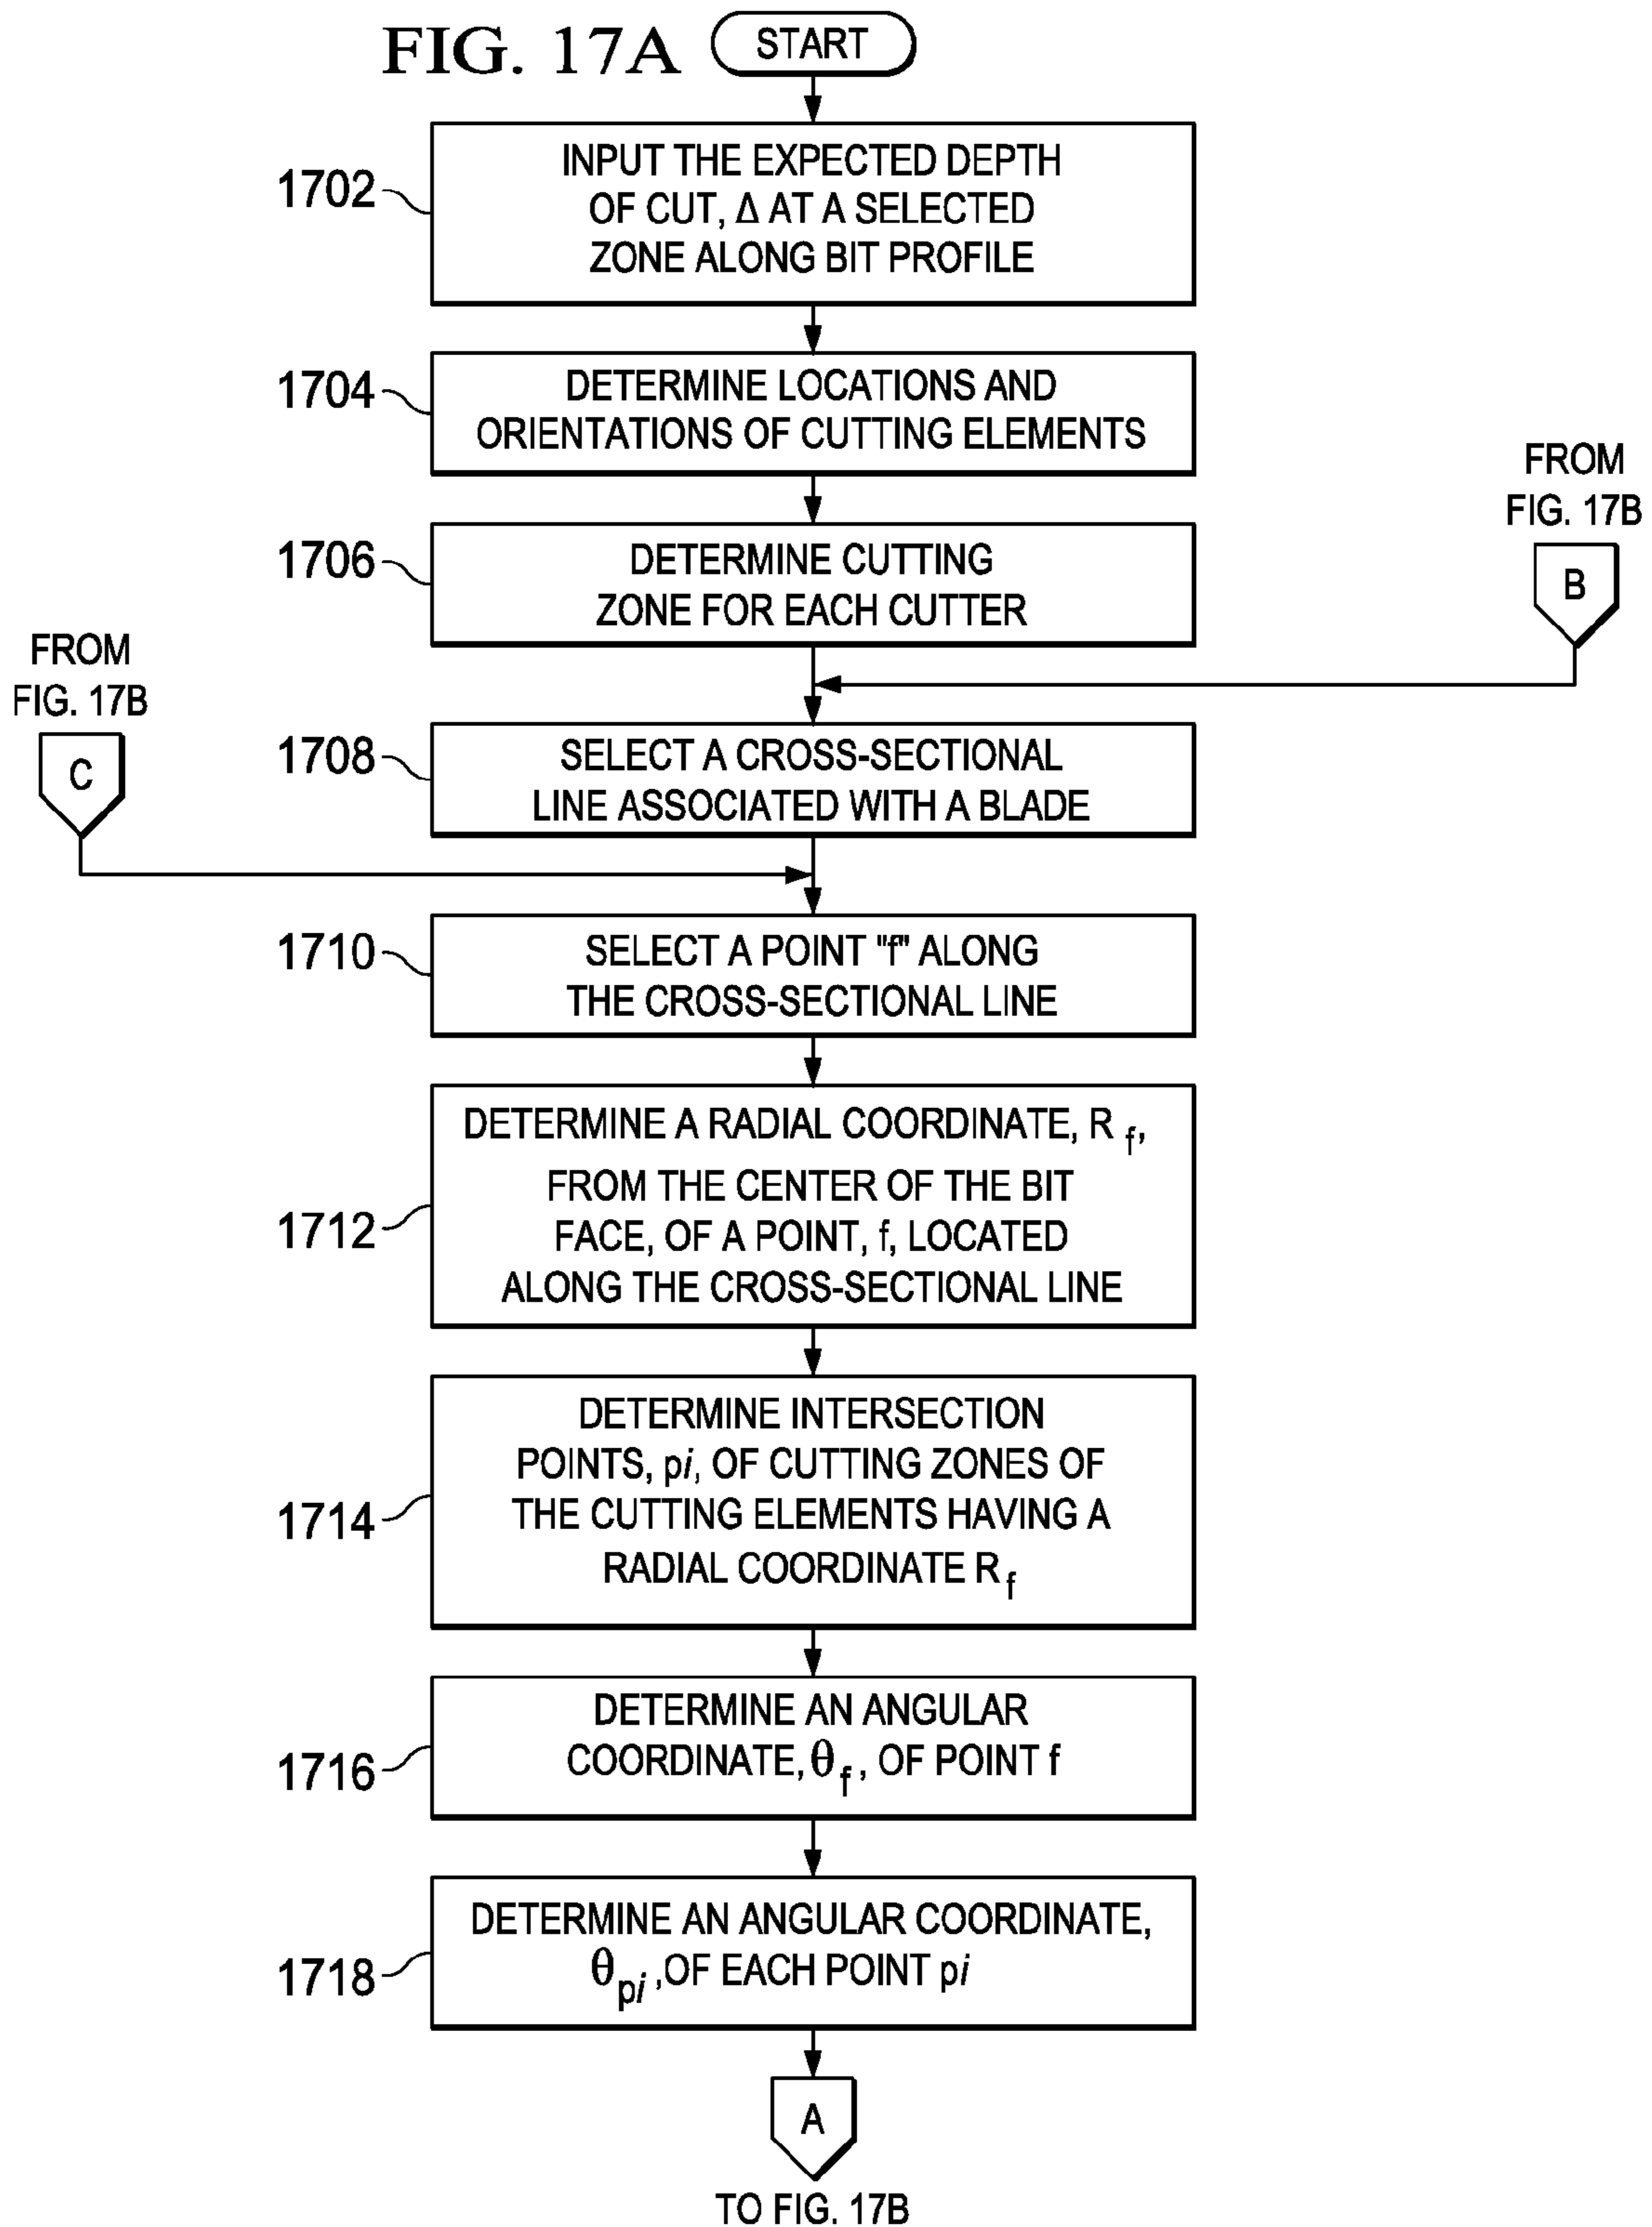 FIG. 17A
START
1702
INPUT THE EXPECTED DEPTH
OF CUT, Δ AT A SELECTED
ZONE ALONG BIT PROFILE
1704
DETERMINE LOCATIONS AND
ORIENTATIONS OF CUTTING ELEMENTS
FROM
FIG. 17B
B
1706
DETERMINE CUTTING
ZONE FOR EACH CUTTER
FROM
FIG. 17B
C
1708
SELECT A CROSS-SECTIONAL
LINE ASSOCIATED WITH A BLADE
1710
SELECT A POINT "f" ALONG
THE CROSS-SECTIONAL LINE
1712
DETERMINE A RADIAL COORDINATE, R f,
FROM THE CENTER OF THE BIT
FACE, OF A POINT, f, LOCATED
ALONG THE CROSS-SECTIONAL LINE
1714
DETERMINE INTERSECTION
POINTS, pi, OF CUTTING ZONES OF
THE CUTTING ELEMENTS HAVING A
RADIAL COORDINATE R f
1716
DETERMINE AN ANGULAR
COORDINATE, θ f, OF POINT f
1718
DETERMINE AN ANGULAR COORDINATE,
θ pi ,OF EACH POINT pi
A
TO FIG. 17B